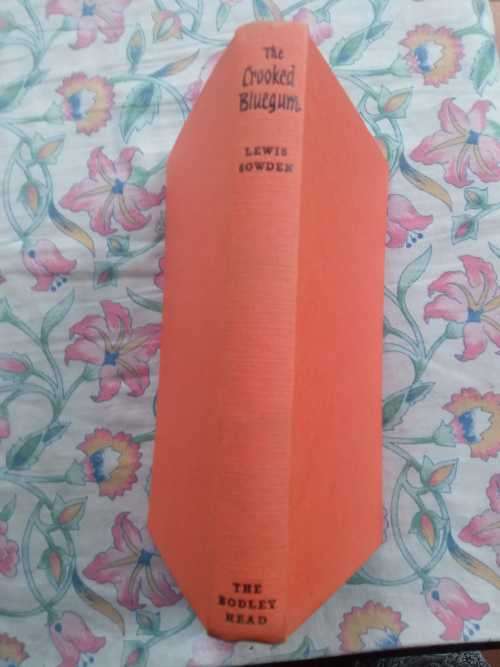 The
Crooked
Bluegum
LEWIS
SOWDEN
THE
BODLEY
HEAD